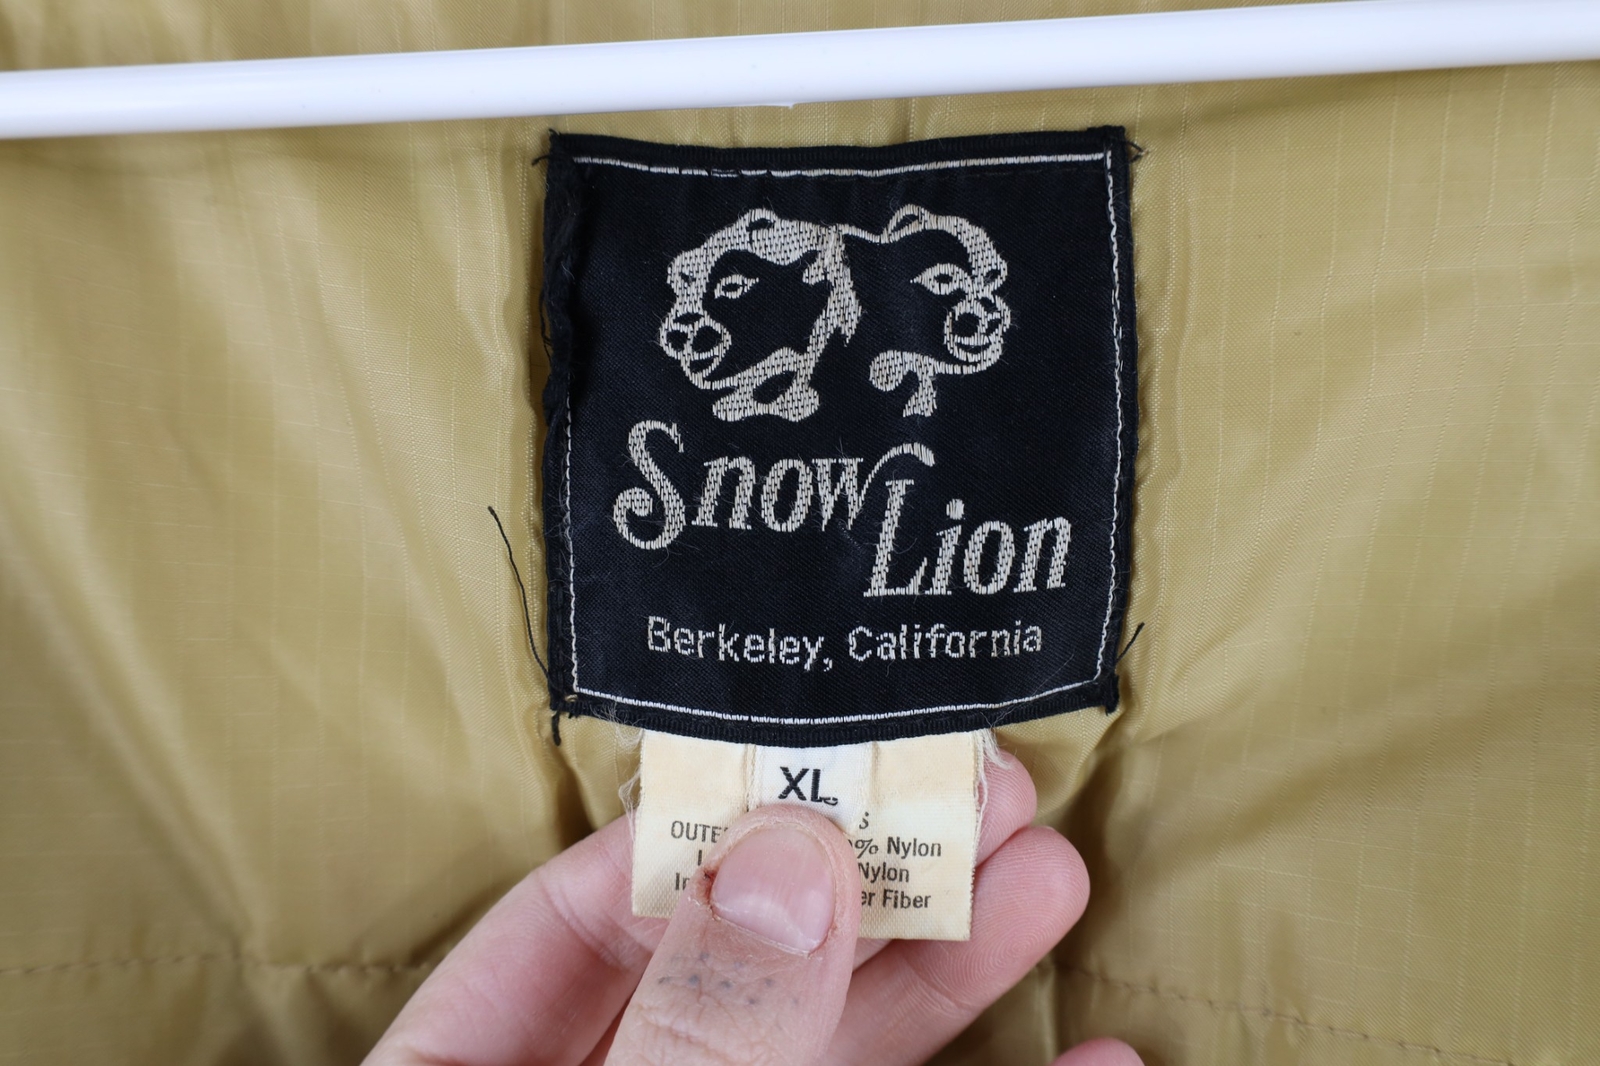 Snow Lion
Berkeley, California
XL
Nylon
Nylon
Fiber